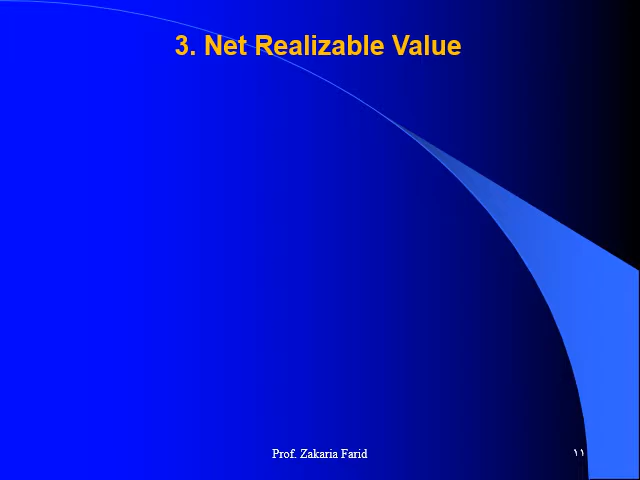 3. Net Realizable Value
Prof. Zakaria Farid
١١